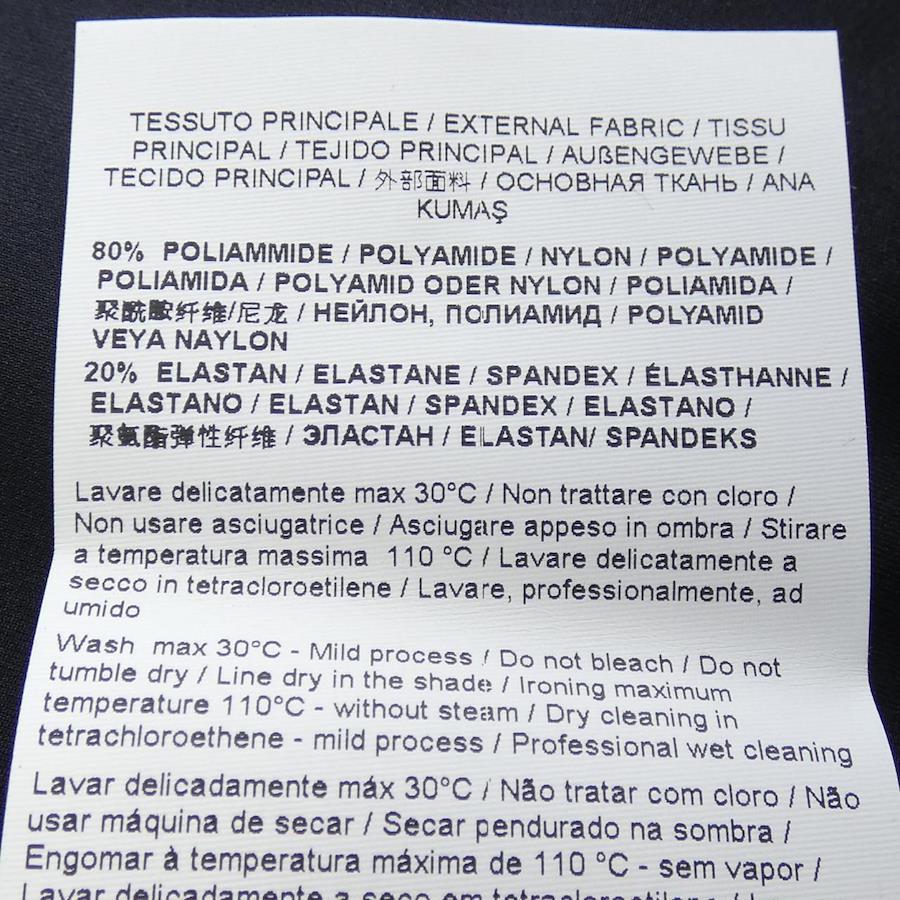 TESSUTO PRINCIPALE / EXTERNAL FABRIC / TISSU
PRINCIPAL / TEJIDO PRINCIPAL / AUßENGEWEBE /
TECIDO PRINCIPAL / 外部面料 / ОСНОВНАЯ ТКАНЬ / ANA
KUMAŞ
80% POLIAMMIDE / POLYAMIDE / NYLON / POLYAMIDE /
POLIAMIDA / POLYAMID ODER NYLON / POLIAMIDA /
聚酰胺纤维/尼龙 / НЕЙЛОН, ПОЛИАМИД / POLYAMID
VEYA NAYLON
20% ELASTAN / ELASTANE / SPANDEX / ÉLASTHANNE /
ELASTANO / ELASTAN / SPANDEX / ELASTANO /
聚氨酯弹性纤维 / ЭЛАСТАН / ELASTAN/ SPANDEKS
Lavare delicatamente max 30°C / Non trattare con cloro /
Non usare asciugatrice / Asciugare appeso in ombra / Stirare
a temperatura massima 110 °C / Lavare delicatamente a
secco in tetracloroetilene / Lavare, professionalmente, ad
umido
Wash max 30°C - Mild process / Do not bleach / Do not
tumble dry / Line dry in the shade / Ironing maximum
temperature 110°C - without steam / Dry cleaning in
tetrachloroethene - mild process / Professional wet cleaning
Lavar delicadamente máx 30°C / Não tratar com cloro / Não
usar máquina de secar / Secar pendurado na sombra /
Engomar à temperatura máxima de 110 °C - sem vapor /
Lavar delicadamente a seco em tetracloroetileno /